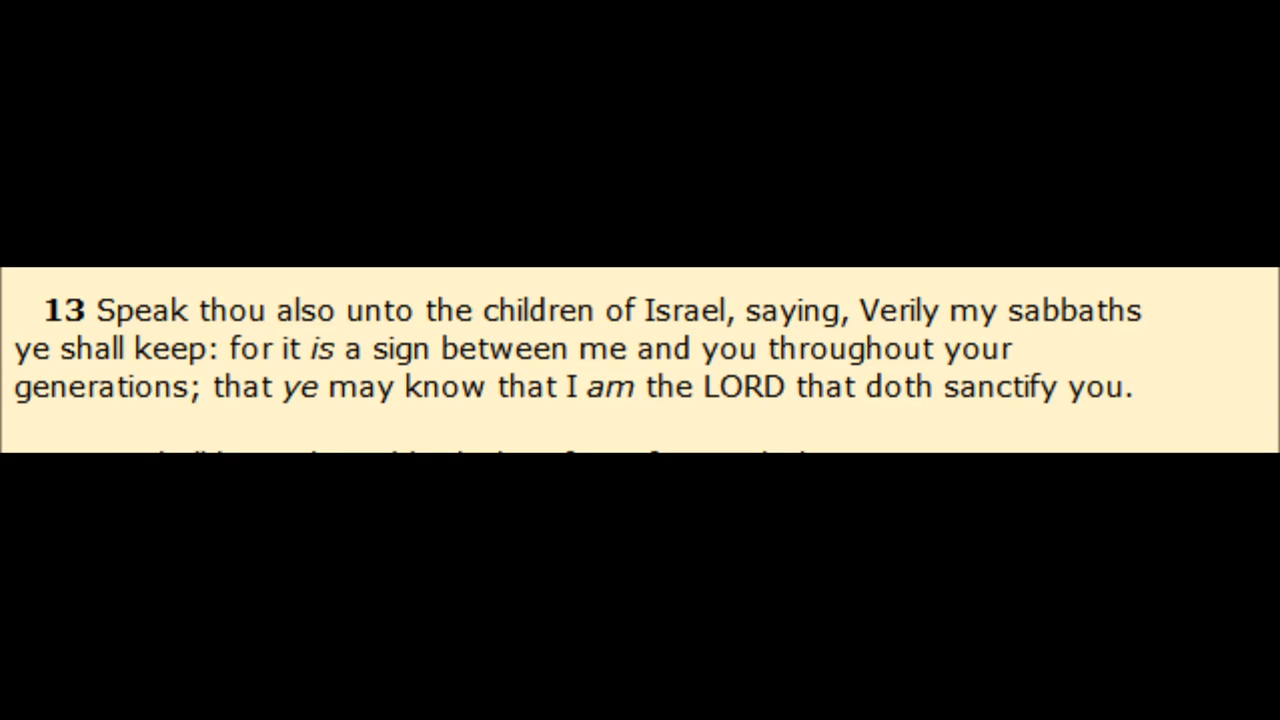 13 Speak thou also unto the children of Israel, saying, Verily my sabbaths
ye shall keep: for it is a sign between me and you throughout your
generations; that ye may know that I am the LORD that doth sanctify you.